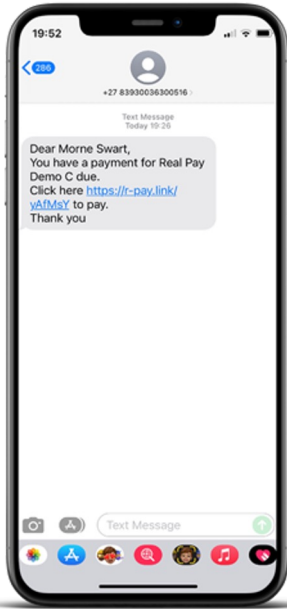 19:52
286
+27 83930036300516
Text Message
Today 19:26
Dear Morne Swart,
You have a payment for Real Pay
Demo C due.
Click here https://r-pay.link/
yAfMsY to pay.
Thank you
Text Message